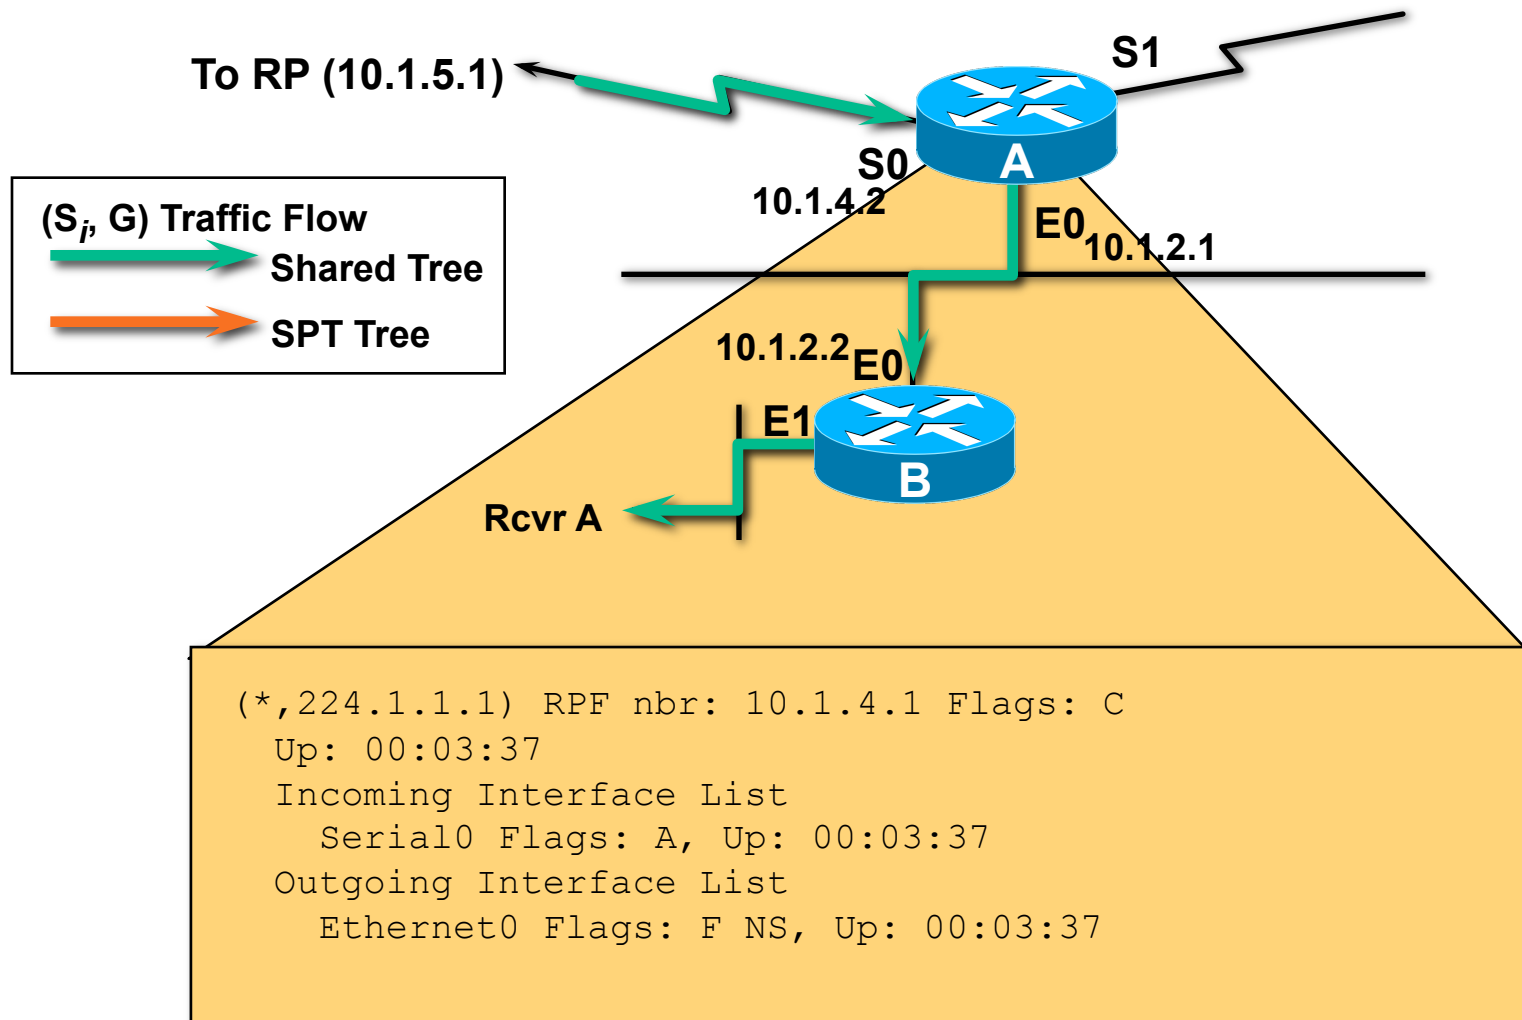 S1
To RP (10.1.5.1)
A
S0
10.1.4.2
E0
10.1.2.1
(Si, G) Traffic Flow
Shared Tree
SPT Tree
10.1.2.2
E0
E1
B
Rcvr A
(*,224.1.1.1) RPF nbr: 10.1.4.1 Flags: C
Up: 00:03:37
Incoming Interface List
Serial0 Flags: A, Up: 00:03:37
Outgoing Interface List
Ethernet0 Flags: F NS, Up: 00:03:37